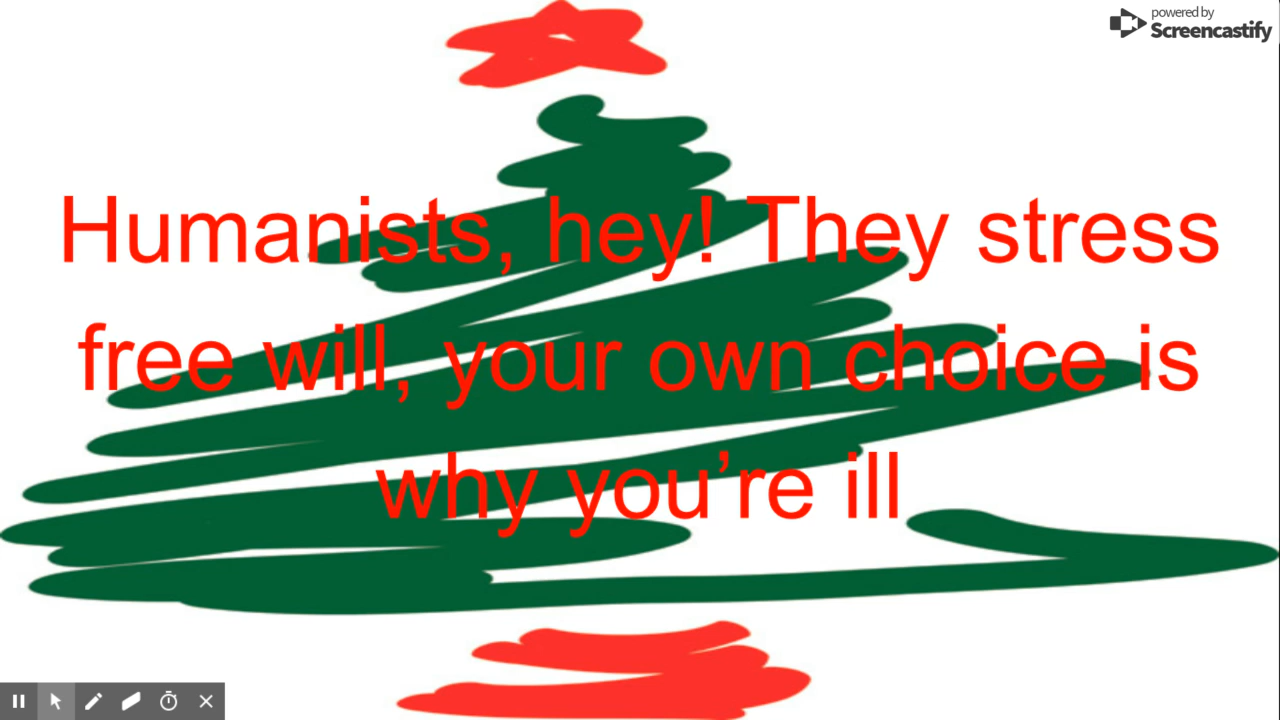 powered by
Screencastify
Humanists, hey! They stress
free will, your own choice is
why you’re ill